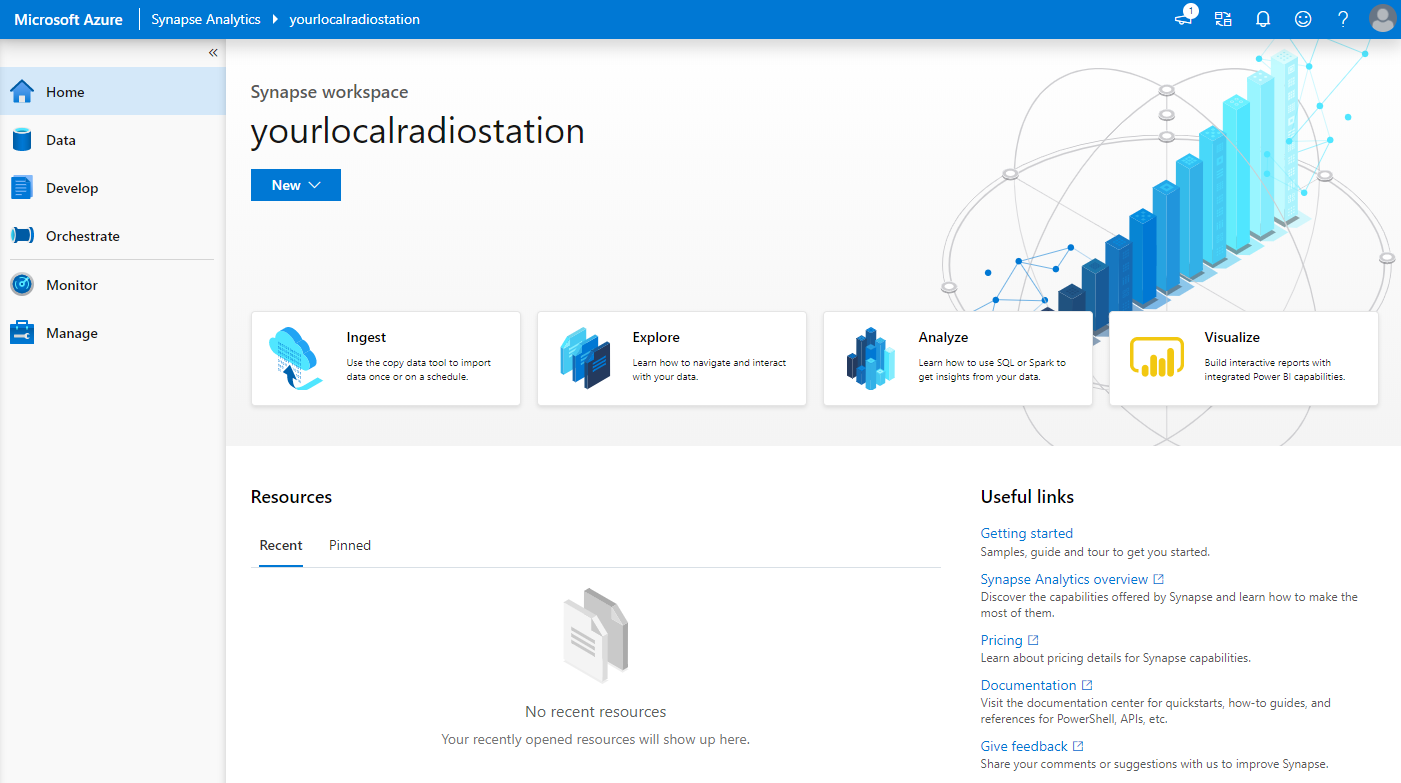 Microsoft Azure
Synapse Analytics
yourlocalradiostation
1
?
«
Home
Data
Develop
Orchestrate
Monitor
Manage
Synapse workspace
yourlocalradiostation
New
Ingest
Use the copy data tool to import
data once or on a schedule.
Explore
Learn how to navigate and interact
with your data.
Analyze
Learn how to use SQL or Spark to
get insights from your data.
Visualize
Build interactive reports with
integrated Power BI capabilities.
Resources
Recent
Pinned
No recent resources
Your recently opened resources will show up here.
Useful links
Getting started
Samples, guide and tour to get you started.
Synapse Analytics overview
Discover the capabilities offered by Synapse and learn how to make the
most of them.
Pricing
Learn about pricing details for Synapse capabilities.
Documentation
Visit the documentation center for quickstarts, how-to guides, and
references for PowerShell, APIs, etc.
Give feedback
Share your comments or suggestions with us to improve Synapse.